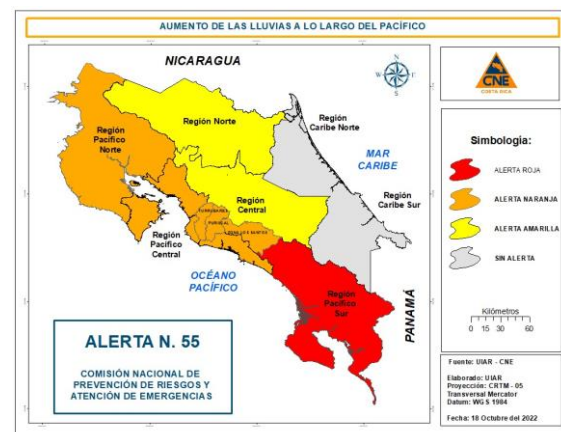 AUMENTO DE LAS LLUVIAS A LO LARGO DEL PACÍFICO
NICARAGUA
N
W
E
S
CNE
COSTA RICA
Región
Caribe Norte
Región Norte
Región
Pacífico
Norte
MAR
CARIBE
Región
Central
Región
Caribe Sur
Región
Pacífico
Central
OCÉANO
PACÍFICO
Región
Pacífico
Sur
PANAMÁ
Simbología:
ALERTA ROJA
ALERTA NARANJA
ALERTA AMARILLA
SIN ALERTA
Kilómetros
0 15 30 60
ALERTA N. 55
COMISIÓN NACIONAL DE
PREVENCIÓN DE RIESGOS Y
ATENCIÓN DE EMERGENCIAS
Fuente: UIAR - CNE
Elaborado: UIAR
Proyección: CRTM - 05
Transversal Mercator
Datum: WGS 1984
Fecha: 18 Octubre del 2022